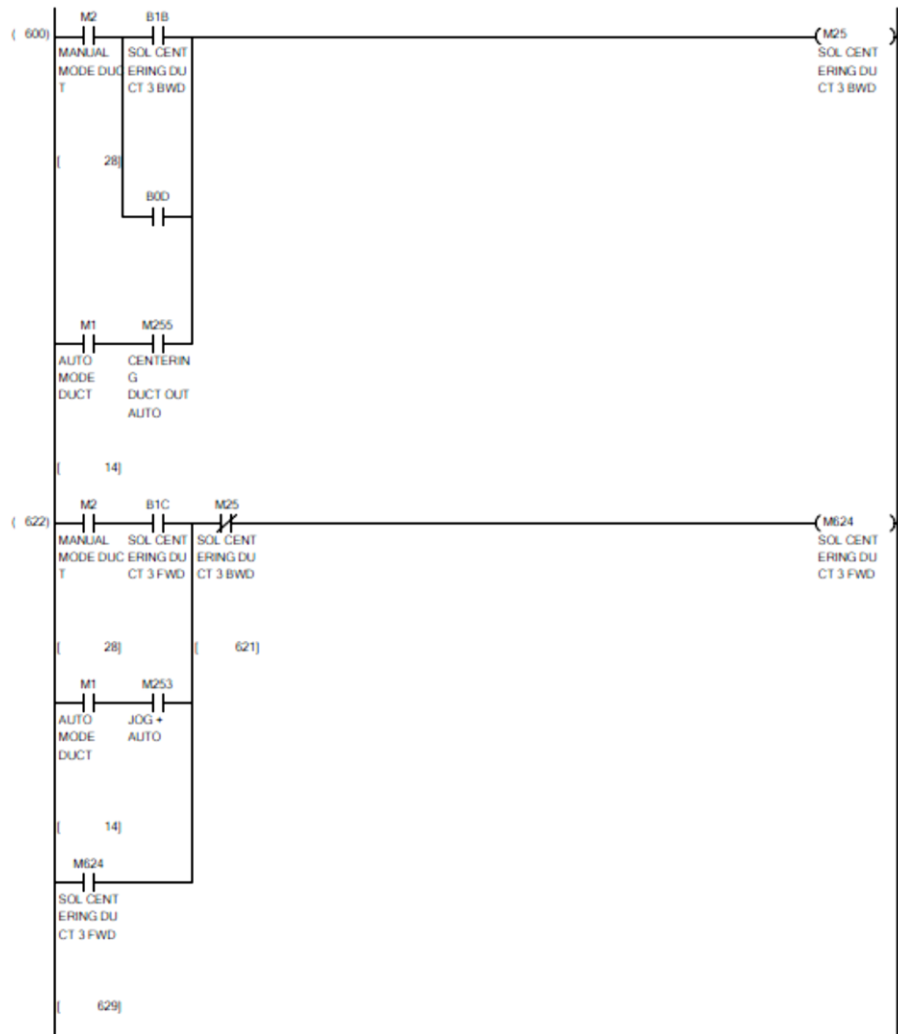 M2 B1B
( 600) (M25 )
MANUAL SOL CENT SOL CENT
MODE DUC ERING DU ERING DU
T CT 3 BWD CT 3 BWD
[ 28]
B0D
M1 M255
AUTO CENTERIN
MODE G
DUCT DUCT OUT
AUTO
[ 14]
M2 B1C M25
( 622) (M624 )
MANUAL SOL CENT SOL CENT SOL CENT
MODE DUC ERING DU ERING DU ERING DU
T CT 3 FWD CT 3 BWD CT 3 FWD
[ 28] [ 621]
M1 M253
AUTO JOG +
MODE AUTO
DUCT
[ 14]
M624
SOL CENT
ERING DU
CT 3 FWD
[ 629]